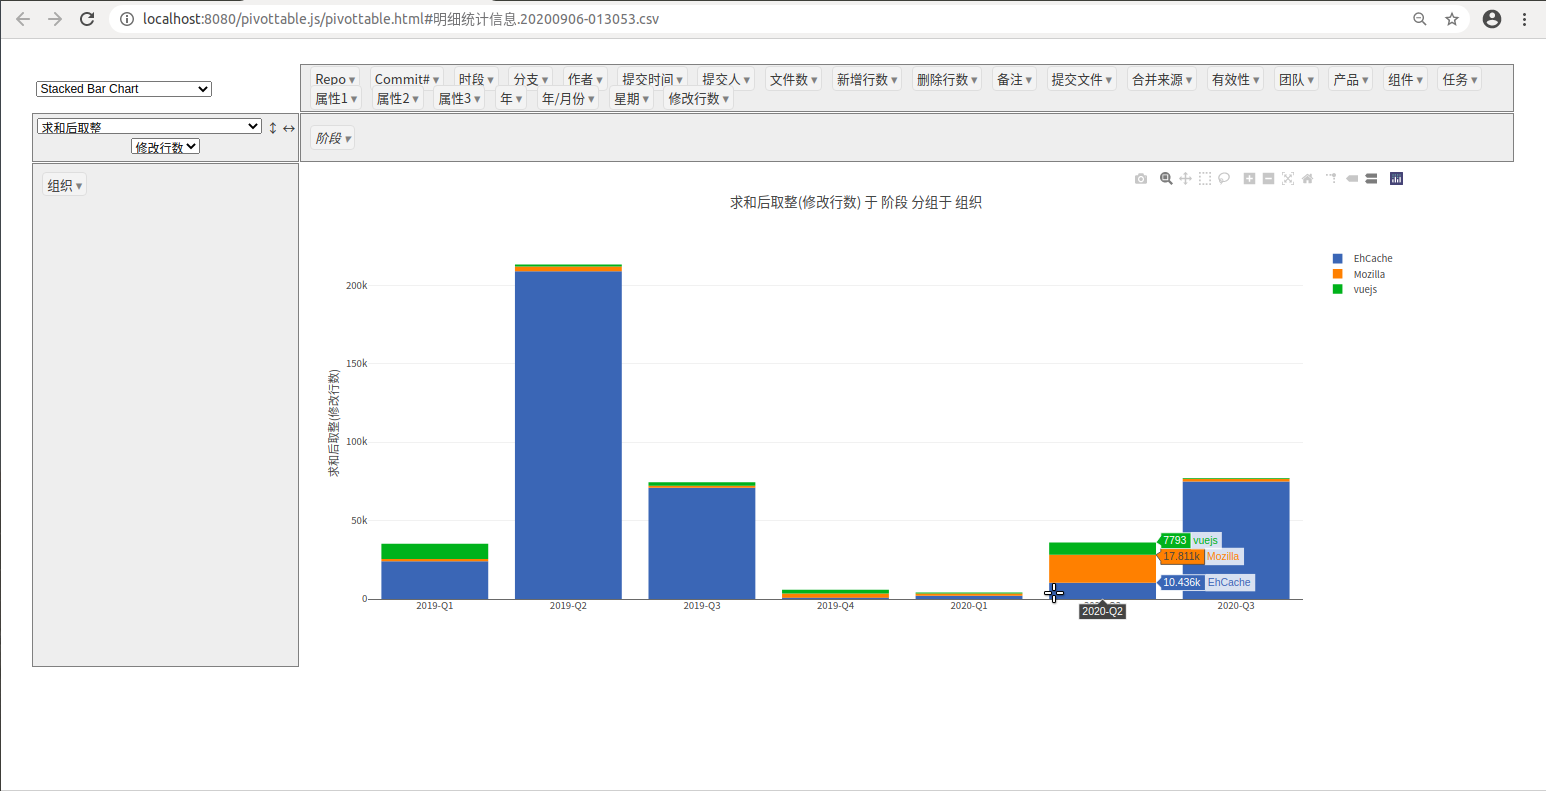 localhost:8080/pivottable.js/pivottable.html#明细统计信息.20200906-013053.csv
Stacked Bar Chart
Repo ▾ Commit# ▾ 时段 ▾ 分支 ▾ 作者 ▾ 提交时间 ▾ 提交人 ▾ 文件数 ▾ 新增行数 ▾ 删除行数 ▾ 备注 ▾ 提交文件 ▾ 合并来源 ▾ 有效性 ▾ 团队 ▾ 产品 ▾ 组件 ▾ 任务 ▾
属性1 ▾ 属性2 ▾ 属性3 ▾ 年 ▾ 年/月份 ▾ 星期 ▾ 修改行数 ▾
求和后取整 ↕ ↔
修改行数
阶段 ▾
组织 ▾
求和后取整(修改行数) 于 阶段 分组于 组织
EhCache
Mozilla
vuejs
求和后取整(修改行数)
200k
150k
100k
50k
0
7793 vuejs
17.811k Mozilla
10.436k EhCache
2019-Q1 2019-Q2 2019-Q3 2019-Q4 2020-Q1 2020-Q2 2020-Q3